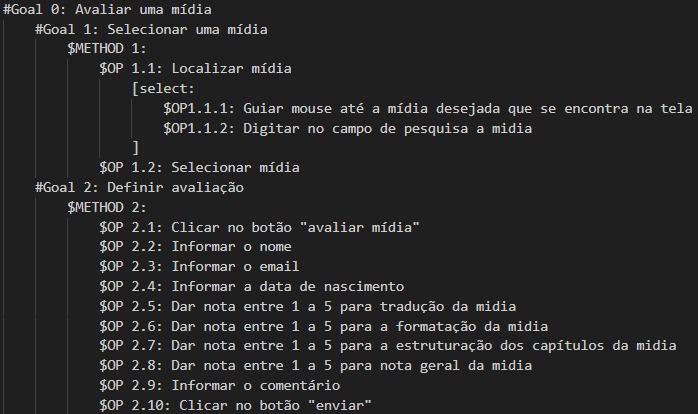 #Goal 0: Avaliar uma mídia
#Goal 1: Selecionar uma mídia
$METHOD 1:
$OP 1.1: Localizar mídia
[select:
$OP1.1.1: Guiar mouse até a mídia desejada que se encontra na tela
$OP1.1.2: Digitar no campo de pesquisa a midia
]
$OP 1.2: Selecionar mídia
#Goal 2: Definir avaliação
$METHOD 2:
$OP 2.1: Clicar no botão "avaliar mídia"
$OP 2.2: Informar o nome
$OP 2.3: Informar o email
$OP 2.4: Informar a data de nascimento
$OP 2.5: Dar nota entre 1 a 5 para tradução da midia
$OP 2.6: Dar nota entre 1 a 5 para a formatação da midia
$OP 2.7: Dar nota entre 1 a 5 para a estruturação dos capítulos da midia
$OP 2.8: Dar nota entre 1 a 5 para nota geral da midia
$OP 2.9: Informar o comentário
$OP 2.10: Clicar no botão "enviar"